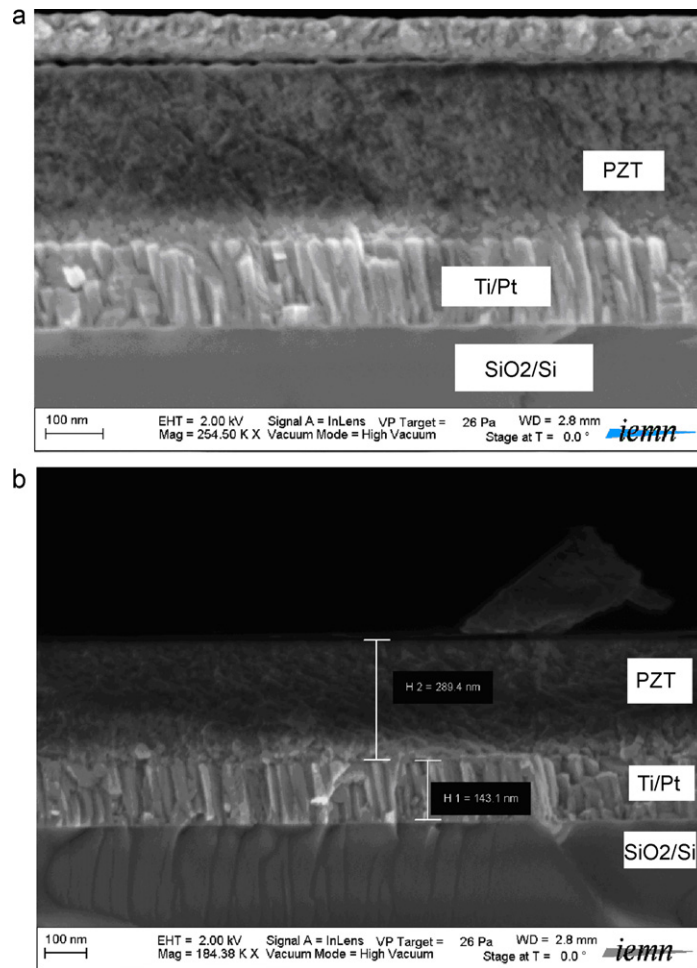 a
PZT
Ti/Pt
SiO2/Si
100 nm
EHT = 2.00 kV Signal A = InLens VP Target = 26 Pa WD = 2.8 mm
Mag = 254.50 K X Vacuum Mode = High Vacuum Stage at T = 0.0 °
iemn
b
H 2 = 289.4 nm
PZT
Ti/Pt
H 1 = 143.1 nm
SiO2/Si
100 nm
EHT = 2.00 kV Signal A = InLens VP Target = 26 Pa WD = 2.8 mm
Mag = 184.38 K X Vacuum Mode = High Vacuum Stage at T = 0.0 °
iemn